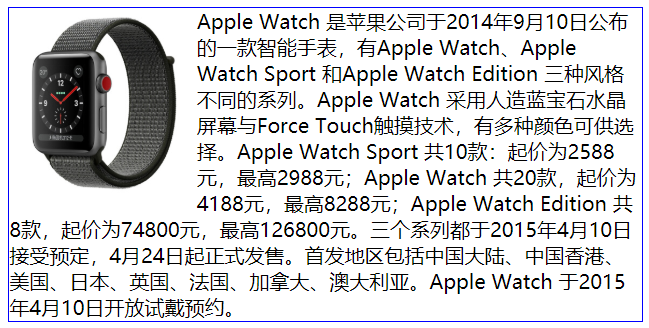 Apple Watch 是苹果公司于2014年9月10日公布
的一款智能手表，有Apple Watch、Apple
Watch Sport 和Apple Watch Edition 三种风格
不同的系列。Apple Watch 采用人造蓝宝石水晶
屏幕与Force Touch触摸技术，有多种颜色可供选
择。Apple Watch Sport 共10款：起价为2588
元，最高2988元；Apple Watch 共20款，起价为
4188元，最高8288元；Apple Watch Edition 共
8款，起价为74800元，最高126800元。三个系列都于2015年4月10日
接受预定，4月24日起正式发售。首发地区包括中国大陆、中国香港、
美国、日本、英国、法国、加拿大、澳大利亚。Apple Watch 于2015
年4月10日开放试戴预约。